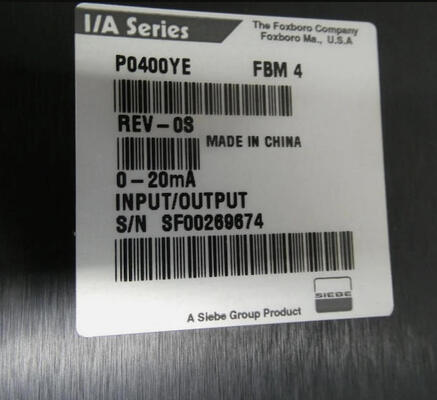 I/A Series
The Foxboro Company
Foxboro Ma., U.S.A
P0400YE FBM 4
REV-0S
MADE IN CHINA
0-20mA
INPUT/OUTPUT
S/N SF00269674
SIEBE
A Siebe Group Product